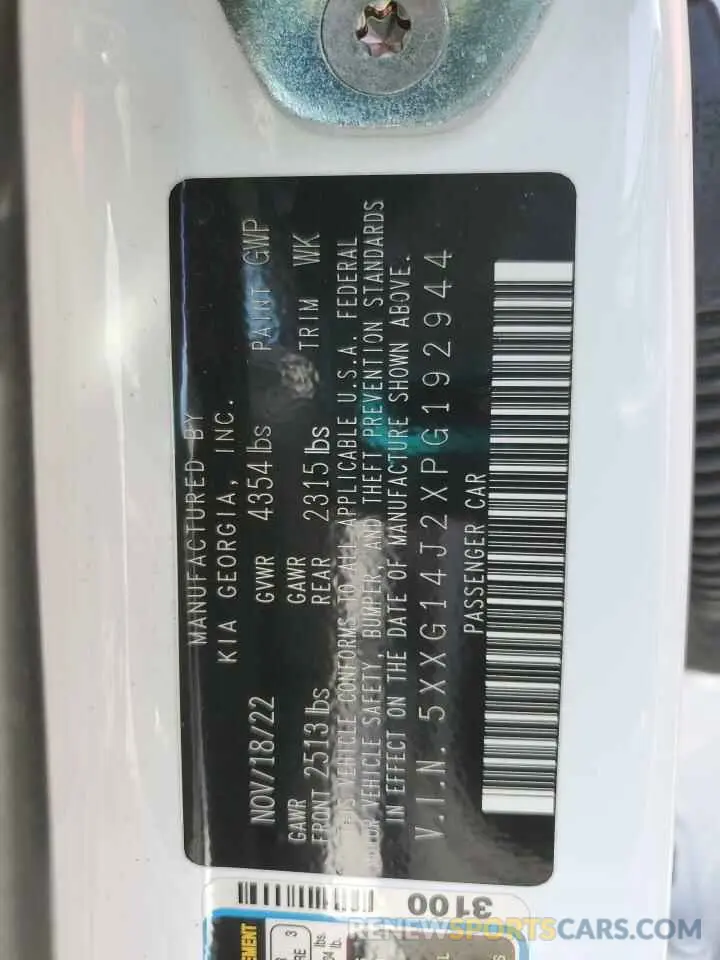 MANUFACTURED BY
KIA GEORGIA, INC.
NOV/18/22 GVWR 4354 lbs PAINT GWP
GAWR GAWR
FRONT 2513 lbs REAR 2315 lbs TRIM WK
THIS VEHICLE CONFORMS TO ALL APPLICABLE U.S.A. FEDERAL
MOTOR VEHICLE SAFETY, BUMPER, AND THEFT PREVENTION STANDARDS
IN EFFECT ON THE DATE OF MANUFACTURE SHOWN ABOVE.
V.I.N. 5XXG14J2XPG192944
PASSENGER CAR
3100
RENEWSPORTSCARS.COM